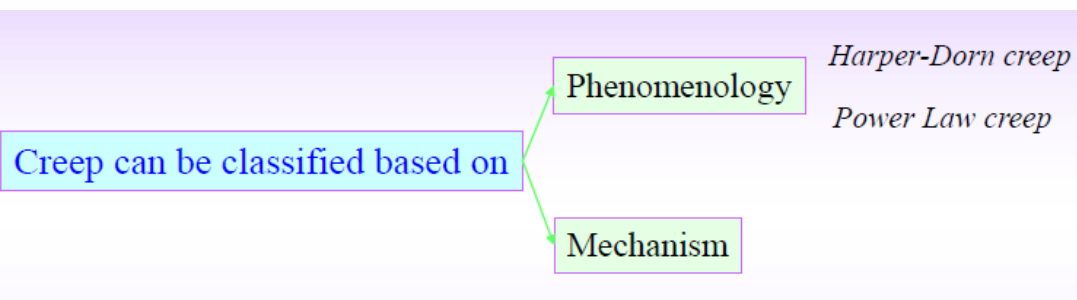 Harper-Dorn creep
Phenomenology
Power Law creep
Creep can be classified based on
Mechanism